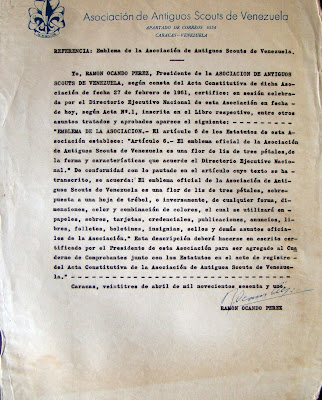 Asociación de Antiguos Scouts de Venezuela
APARTADO DE CORREOS
CARACAS - VENEZUELA
REFERENCIA: Emblema de la Asociación de Antiguos Scouts de Venezuela.
Yo, RAMON OCANDO PEREZ, Presidente de la ASOCIACION DE ANTIGUOS
SCOUTS DE VENEZUELA, según consta del Acta Constitutiva de dicha Aso-
ciación de fecha 27 de febrero de 1961, certifico: en sesión cele-
brada por el Directorio Ejecutivo Nacional de esta Asociación en fecha
de hoy, según Acta Nº.1, inscrita en el Libro respectivo, entre otros
asuntos tratados y aprobados aparece el siguiente: - - - - - - - -
"EMBLEMA DE LA ASOCIACION.- El artículo 6 de los Estatutos de esta A-
sociación establece: "Artículo 6.- El emblema oficial de la Asociación
de Antiguos Scouts de Venezuela es una flor de lis de tres pétalos,de
la forma y características que acuerde el Directorio Ejecutivo Nacio-
nal." De conformidad con lo pautado en el artículo cuyo texto se ha
transcrito, se acuerda: El emblema oficial de la Asociación de Anti-
guos Scouts de Venezuela es una flor de lis de tres pétalos, sobre-
puesta a una hoja de trébol, o inversamente, de cualquier forma, di-
mensiones, color y combinación de colores, el cual se utilizará en
papeles, sobres, tarjetas, credenciales, publicaciones, anuncios, li-
bros, folletos, boletines, insignias, sellos y demás asuntos oficia-
les de la asociación." Esta descripción deberá hacerse en escrito cer-
tificado por el Presidente de esta Asociación para ser agregado al Cua
derno de Comprobantes junto con los Estatutos en el acto de registro
del Acta Constitutiva de la Asociación de Antiguos Scouts de Venezue-
la." - - - - - - - - - - - - - - - - - - - - - - - -
Caracas, veintitres de abril de mil novecientos sesenta y uno.
RAMON OCANDO PEREZ